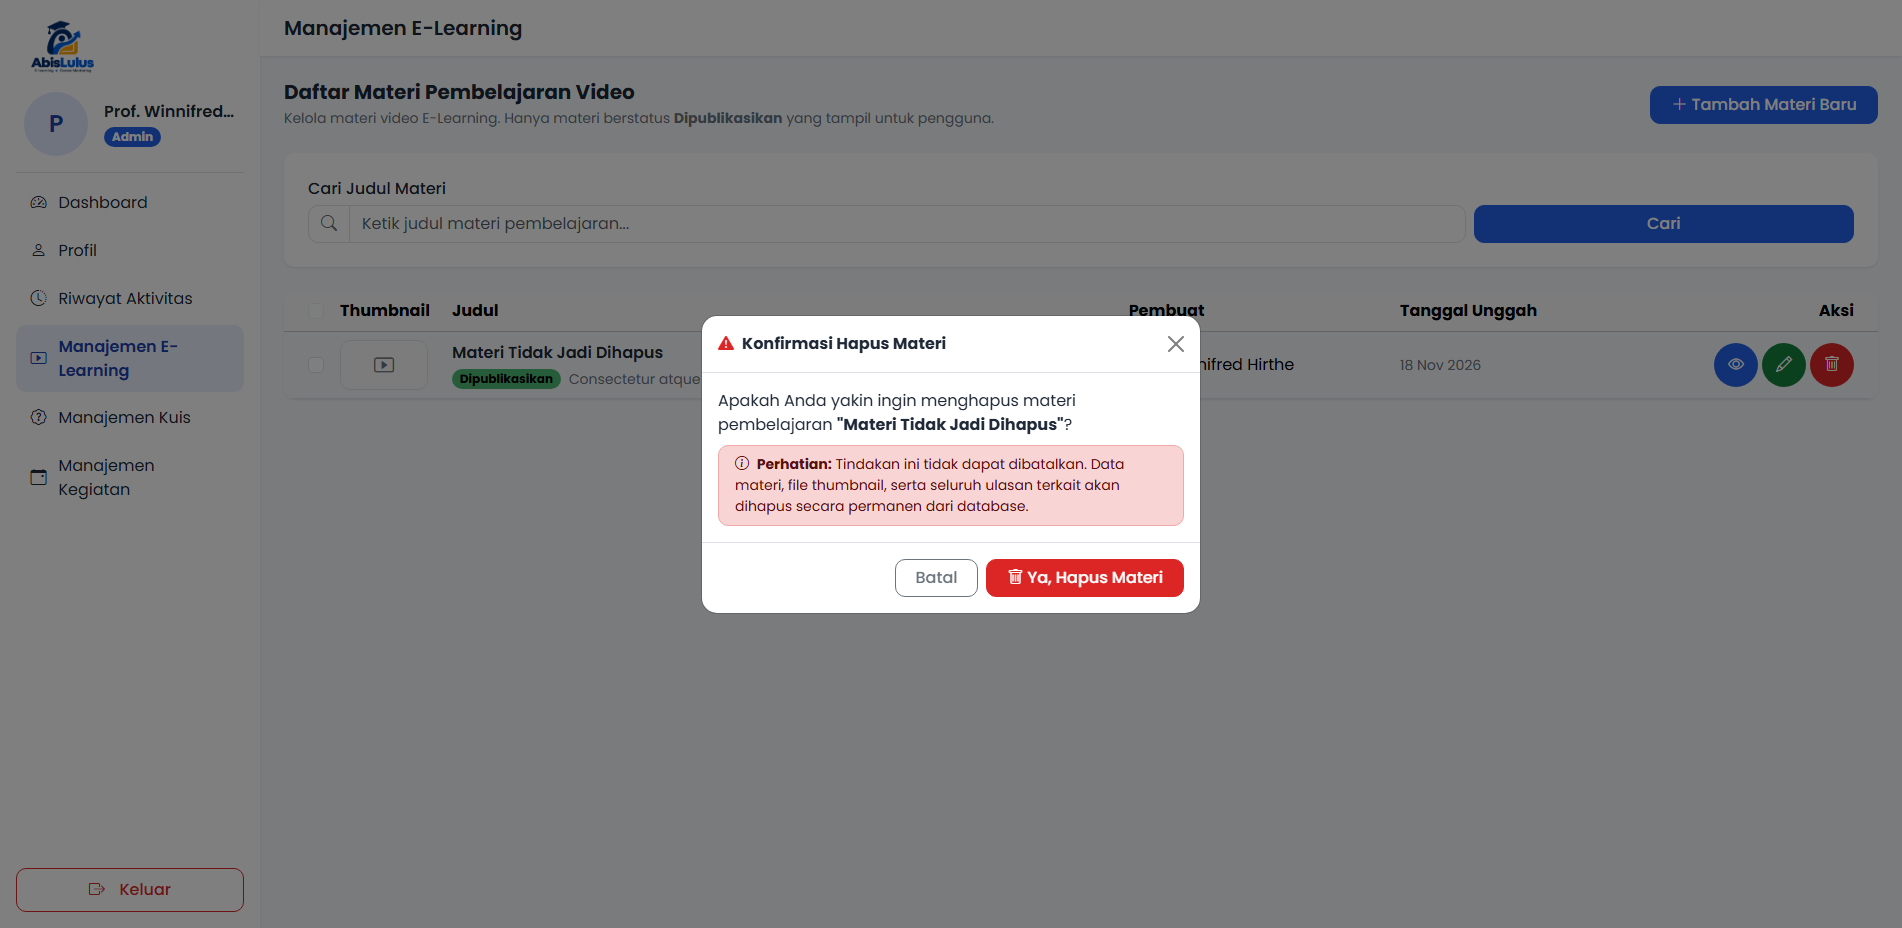 AbisLulus
P
Prof. Winnifred...
Admin
Dashboard
Profil
Riwayat Aktivitas
Manajemen E-
Learning
Manajemen Kuis
Manajemen
Kegiatan
Keluar
Manajemen E-Learning
Daftar Materi Pembelajaran Video
Kelola materi video E-Learning. Hanya materi berstatus Dipublikasikan yang tampil untuk pengguna.
+ Tambah Materi Baru
Cari Judul Materi
Ketik judul materi pembelajaran...
Cari
Thumbnail Judul Pembuat Tanggal Unggah Aksi
Materi Tidak Jadi Dihapus
Dipublikasikan Consectetur atque
nifred Hirthe
18 Nov 2026
Konfirmasi Hapus Materi
Apakah Anda yakin ingin menghapus materi
pembelajaran "Materi Tidak Jadi Dihapus"?
Perhatian: Tindakan ini tidak dapat dibatalkan. Data
materi, file thumbnail, serta seluruh ulasan terkait akan
dihapus secara permanen dari database.
Batal
Ya, Hapus Materi